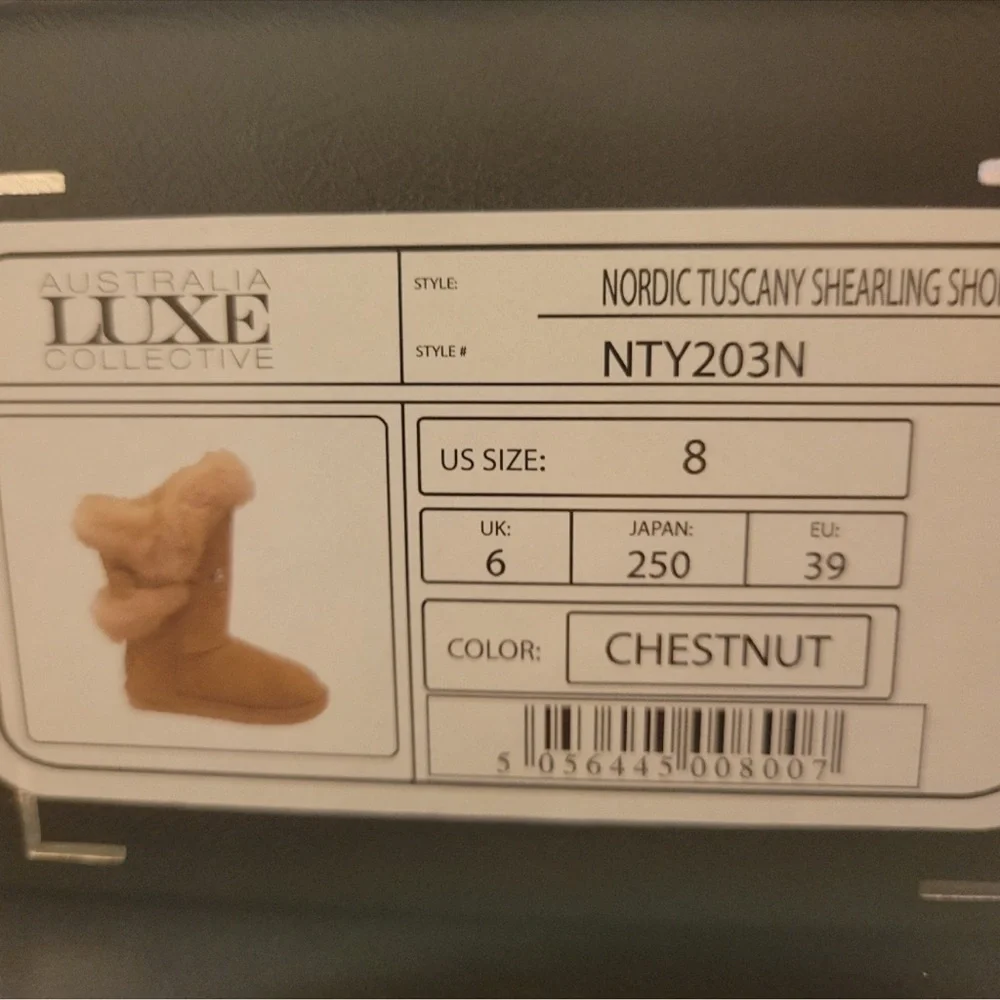 AUSTRALIA
LUXE
COLLECTIVE
STYLE: NORDIC TUSCANY SHEARLING SHO
STYLE # NTY203N
US SIZE: 8
UK: JAPAN: EU:
6 250 39
COLOR: CHESTNUT
5 056445 008007